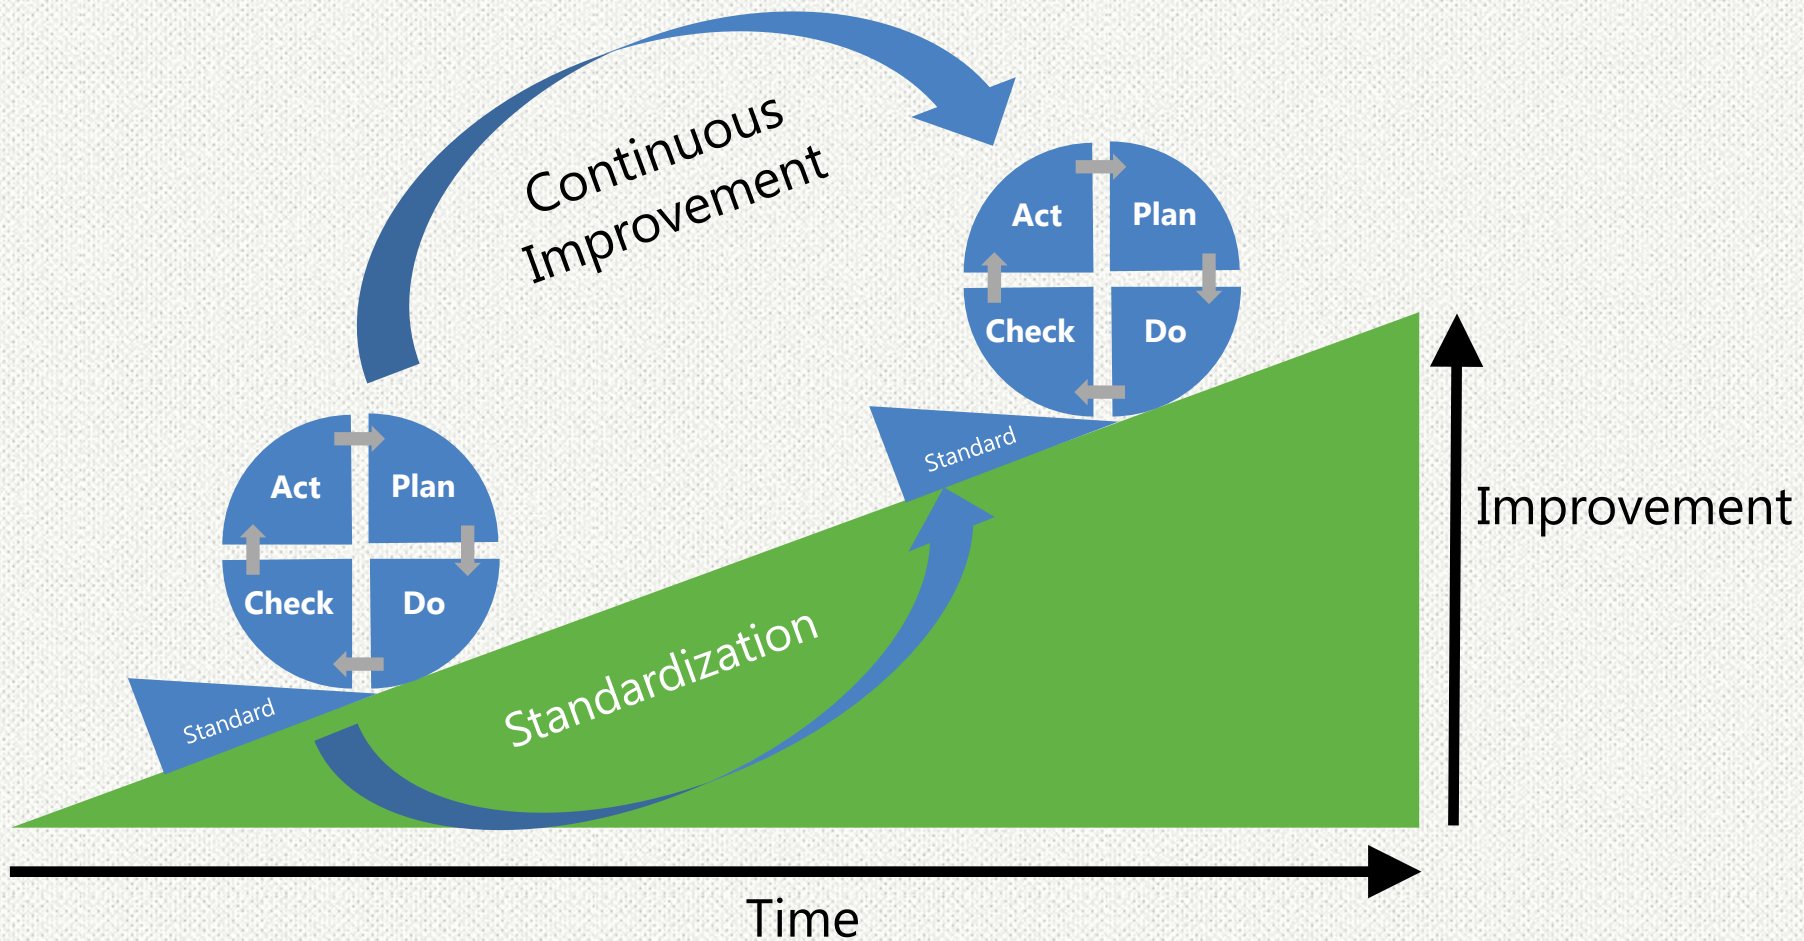 Continuous
Improvement
Act
Plan
Check
Do
Standard
Act
Plan
Check
Do
Standard
Standardization
Improvement
Time